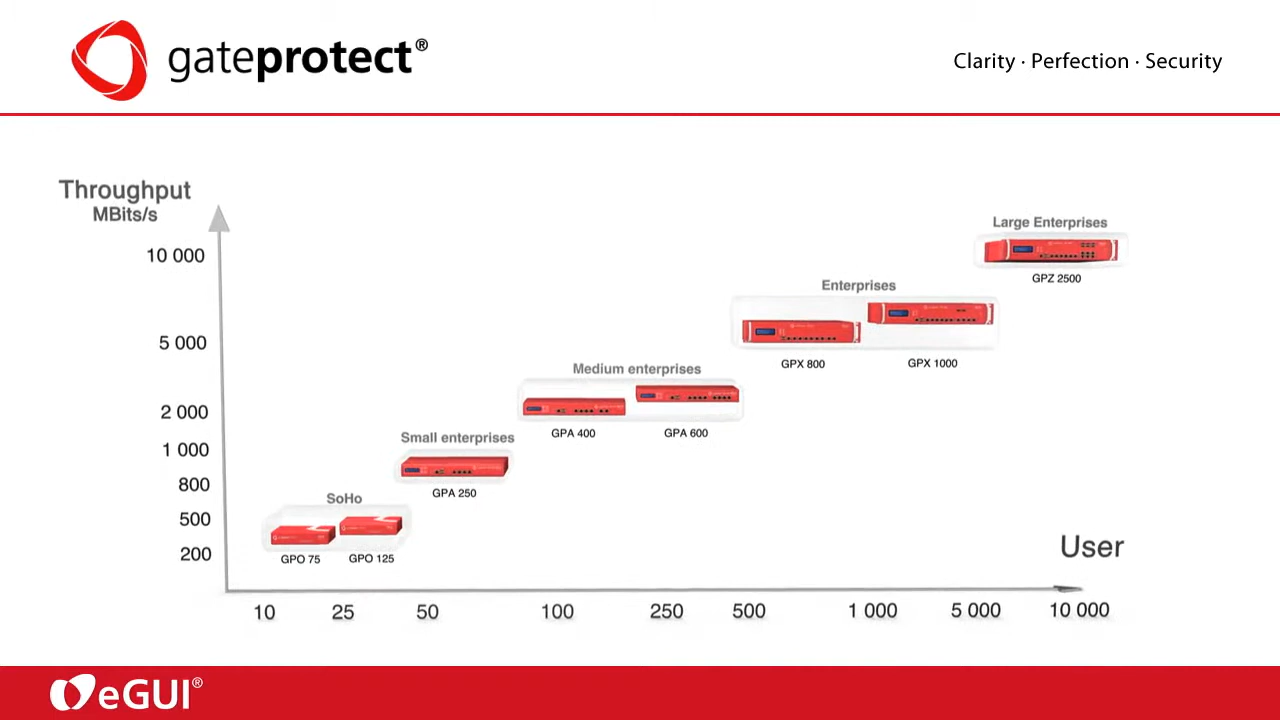 gateprotect®
Clarity · Perfection · Security
Throughput
MBits/s
10 000
5 000
2 000
1 000
800
500
200
Large Enterprises
GPZ 2500
Enterprises
GPX 800
GPX 1000
Medium enterprises
GPA 400
GPA 600
Small enterprises
GPA 250
SoHo
GPO 75
GPO 125
User
10
25
50
100
250
500
1 000
5 000
10 000
eGUI®